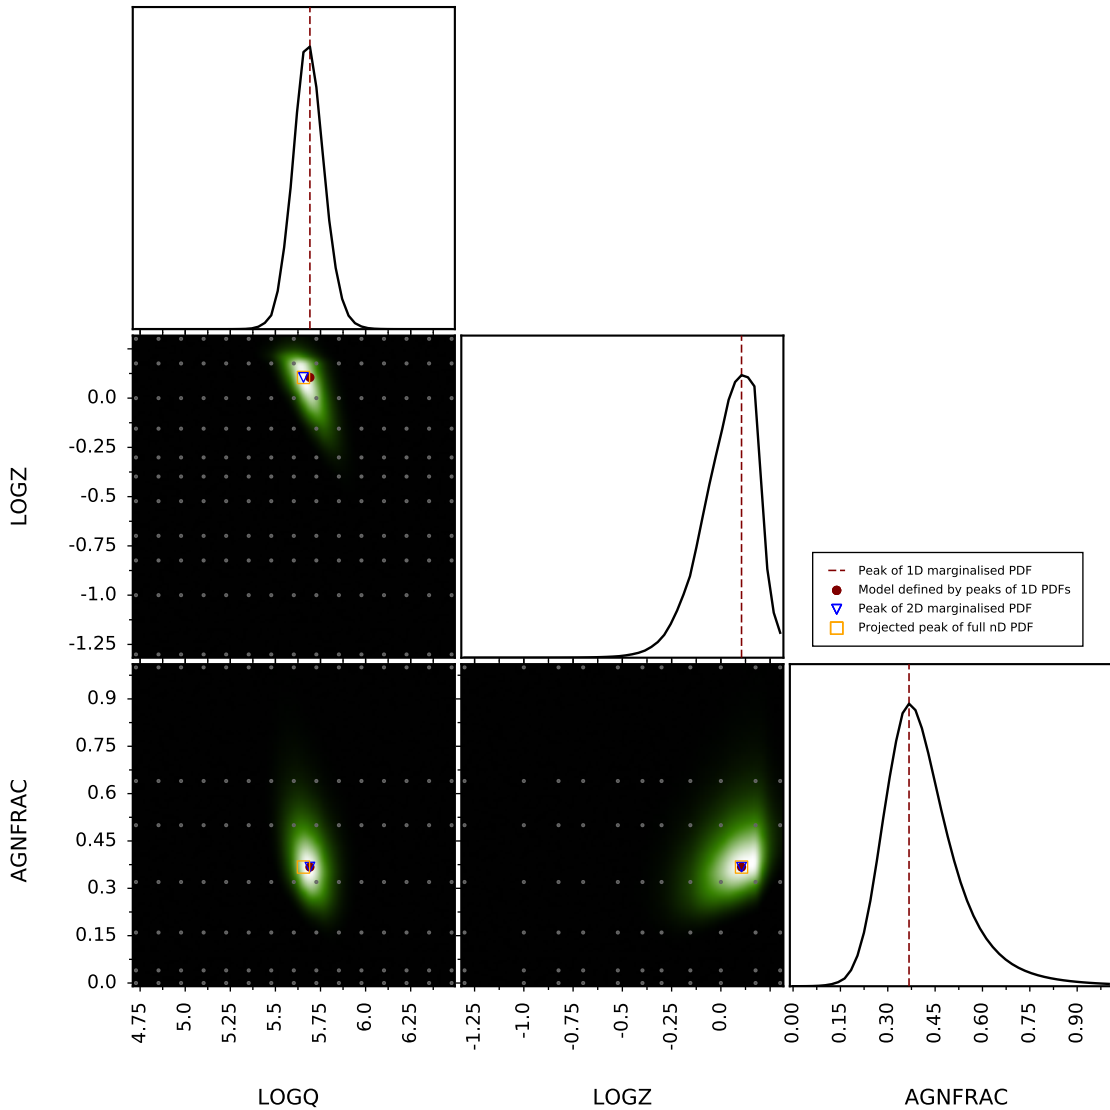 LOGZ
0.0
-0.25
-0.5
-0.75
-1.0
-1.25
Peak of 1D marginalised PDF
Model defined by peaks of 1D PDFs
Peak of 2D marginalised PDF
Projected peak of full nD PDF
AGNFRAC
0.9
0.75
0.6
0.45
0.3
0.15
0.0
4.75 5.0 5.25 5.5 5.75 6.0 6.25
-1.25 -1.0 -0.75 -0.5 -0.25 0.0
0.00 0.15 0.30 0.45 0.60 0.75 0.90
LOGQ LOGZ AGNFRAC